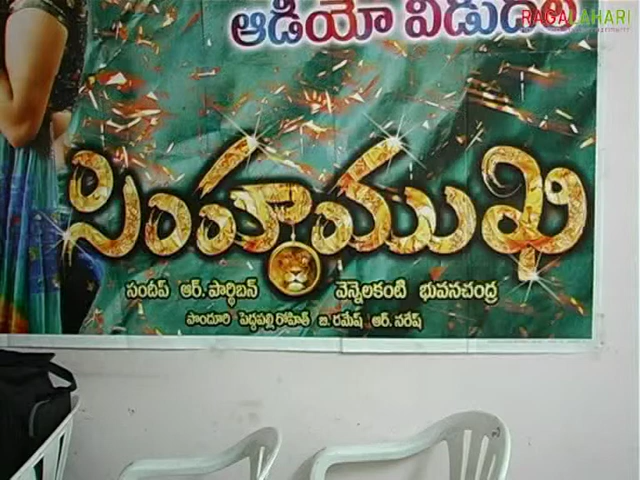 RAGALAHARI
ఆడియో విడుదల
సింహాముఖి
సందీప్ ఆర్. పార్థిబన్ వెన్నెలకంటి భువనచంద్ర
పాండూరి పెద్దపల్లి రోహిత్ బి. రమేష్ ఆర్. నరేష్